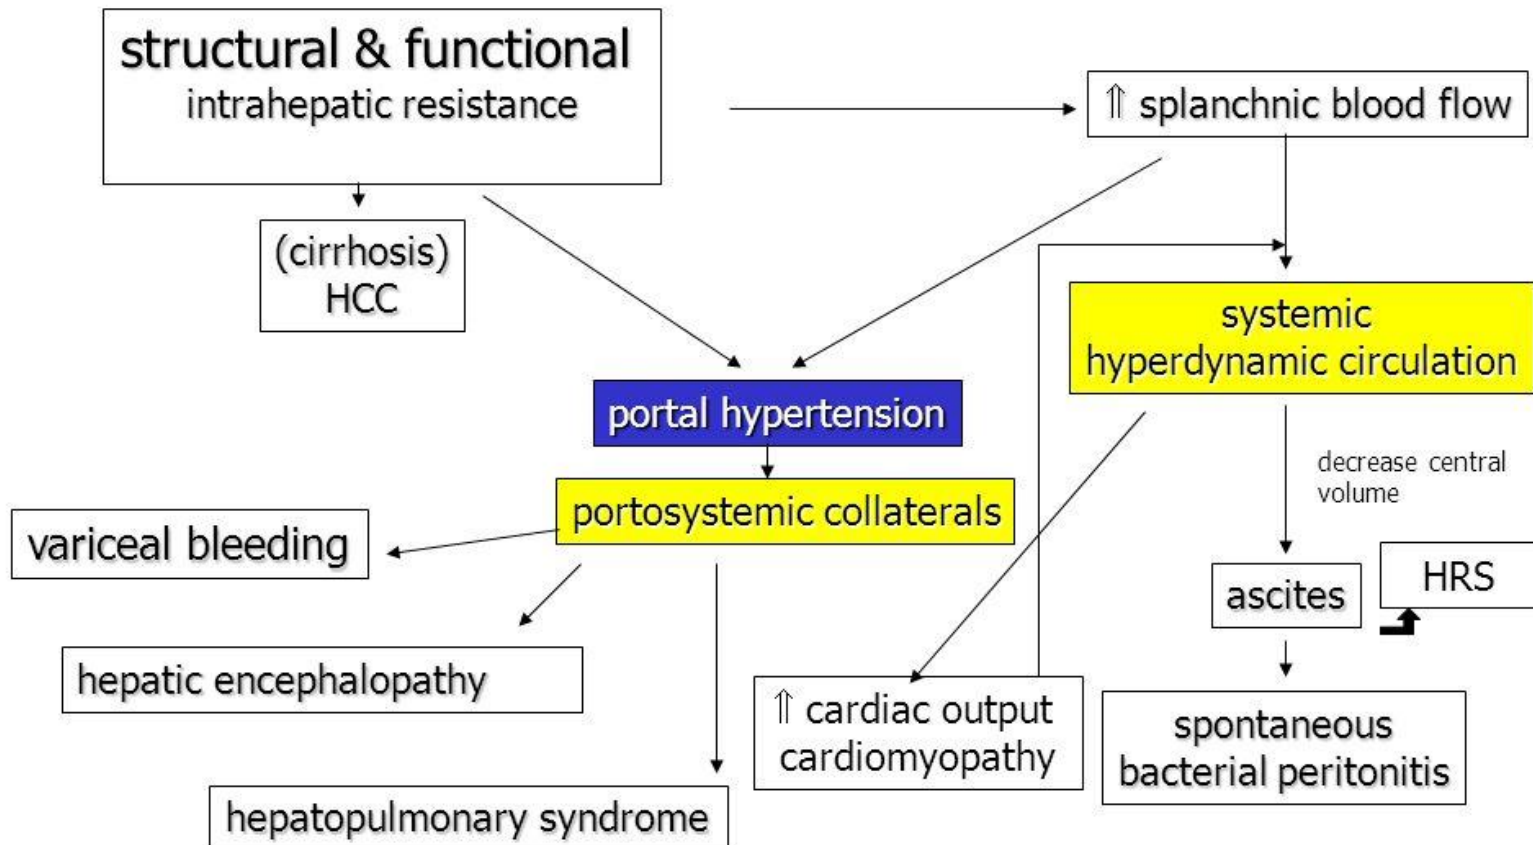 structural & functional
intrahepatic resistance
⇑ splanchnic blood flow
(cirrhosis)
HCC
systemic
hyperdynamic circulation
portal hypertension
decrease central
volume
portosystemic collaterals
variceal bleeding
ascites
HRS
hepatic encephalopathy
⇑ cardiac output
cardiomyopathy
spontaneous
bacterial peritonitis
hepatopulmonary syndrome